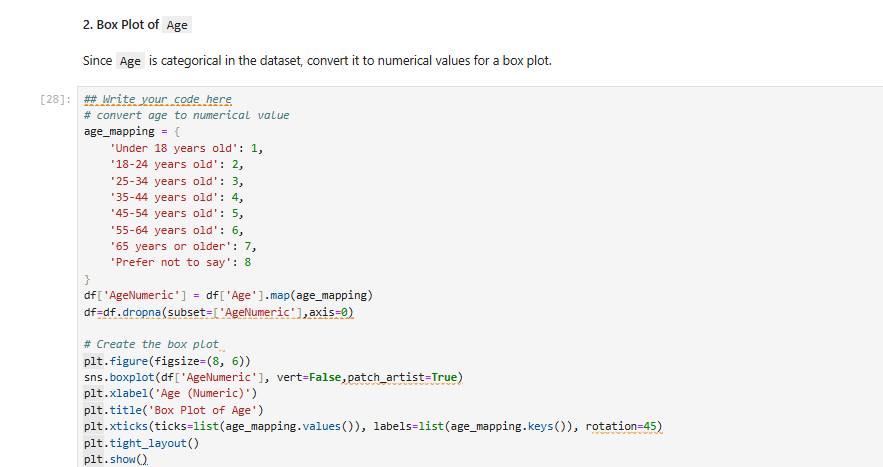 2. Box Plot of Age
Since Age is categorical in the dataset, convert it to numerical values for a box plot.
[28]: ## Write your code here
# convert age to numerical value
age_mapping = {
    'Under 18 years old': 1,
    '18-24 years old': 2,
    '25-34 years old': 3,
    '35-44 years old': 4,
    '45-54 years old': 5,
    '55-64 years old': 6,
    '65 years or older': 7,
    'Prefer not to say': 8
}
df['AgeNumeric'] = df['Age'].map(age_mapping)
df=df.dropna(subset=['AgeNumeric'],axis=0)
# Create the box plot
plt.figure(figsize=(8, 6))
sns.boxplot(df['AgeNumeric'], vert=False,patch_artist=True)
plt.xlabel('Age (Numeric)')
plt.title('Box Plot of Age')
plt.xticks(ticks=list(age_mapping.values()), labels=list(age_mapping.keys()), rotation=45)
plt.tight_layout()
plt.show()